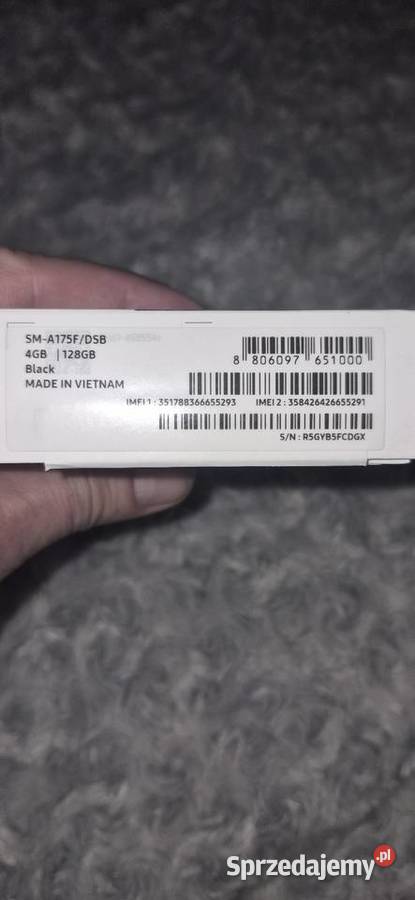 SM-A175F/DSB
4GB | 128GB
Black
MADE IN VIETNAM
8 806097 651000
IMEI 1 : 351788366655293 IMEI 2 : 358426426655291
S/N : R5GYB5FCDGX
Sprzedajemy.pl